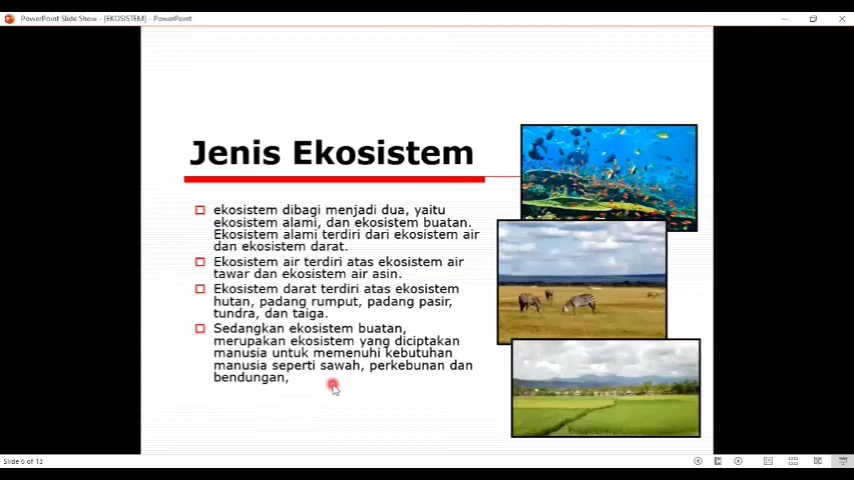 PowerPoint Slide Show - [EKOSISTEM] - PowerPoint
Jenis Ekosistem
ekosistem dibagi menjadi dua, yaitu
ekosistem alami, dan ekosistem buatan.
Ekosistem alami terdiri dari ekosistem air
dan ekosistem darat.
Ekosistem air terdiri atas ekosistem air
tawar dan ekosistem air asin.
Ekosistem darat terdiri atas ekosistem
hutan, padang rumput, padang pasir,
tundra, dan taiga.
Sedangkan ekosistem buatan,
merupakan ekosistem yang diciptakan
manusia untuk memenuhi kebutuhan
manusia seperti sawah, perkebunan dan
bendungan,
Slide 6 of 13